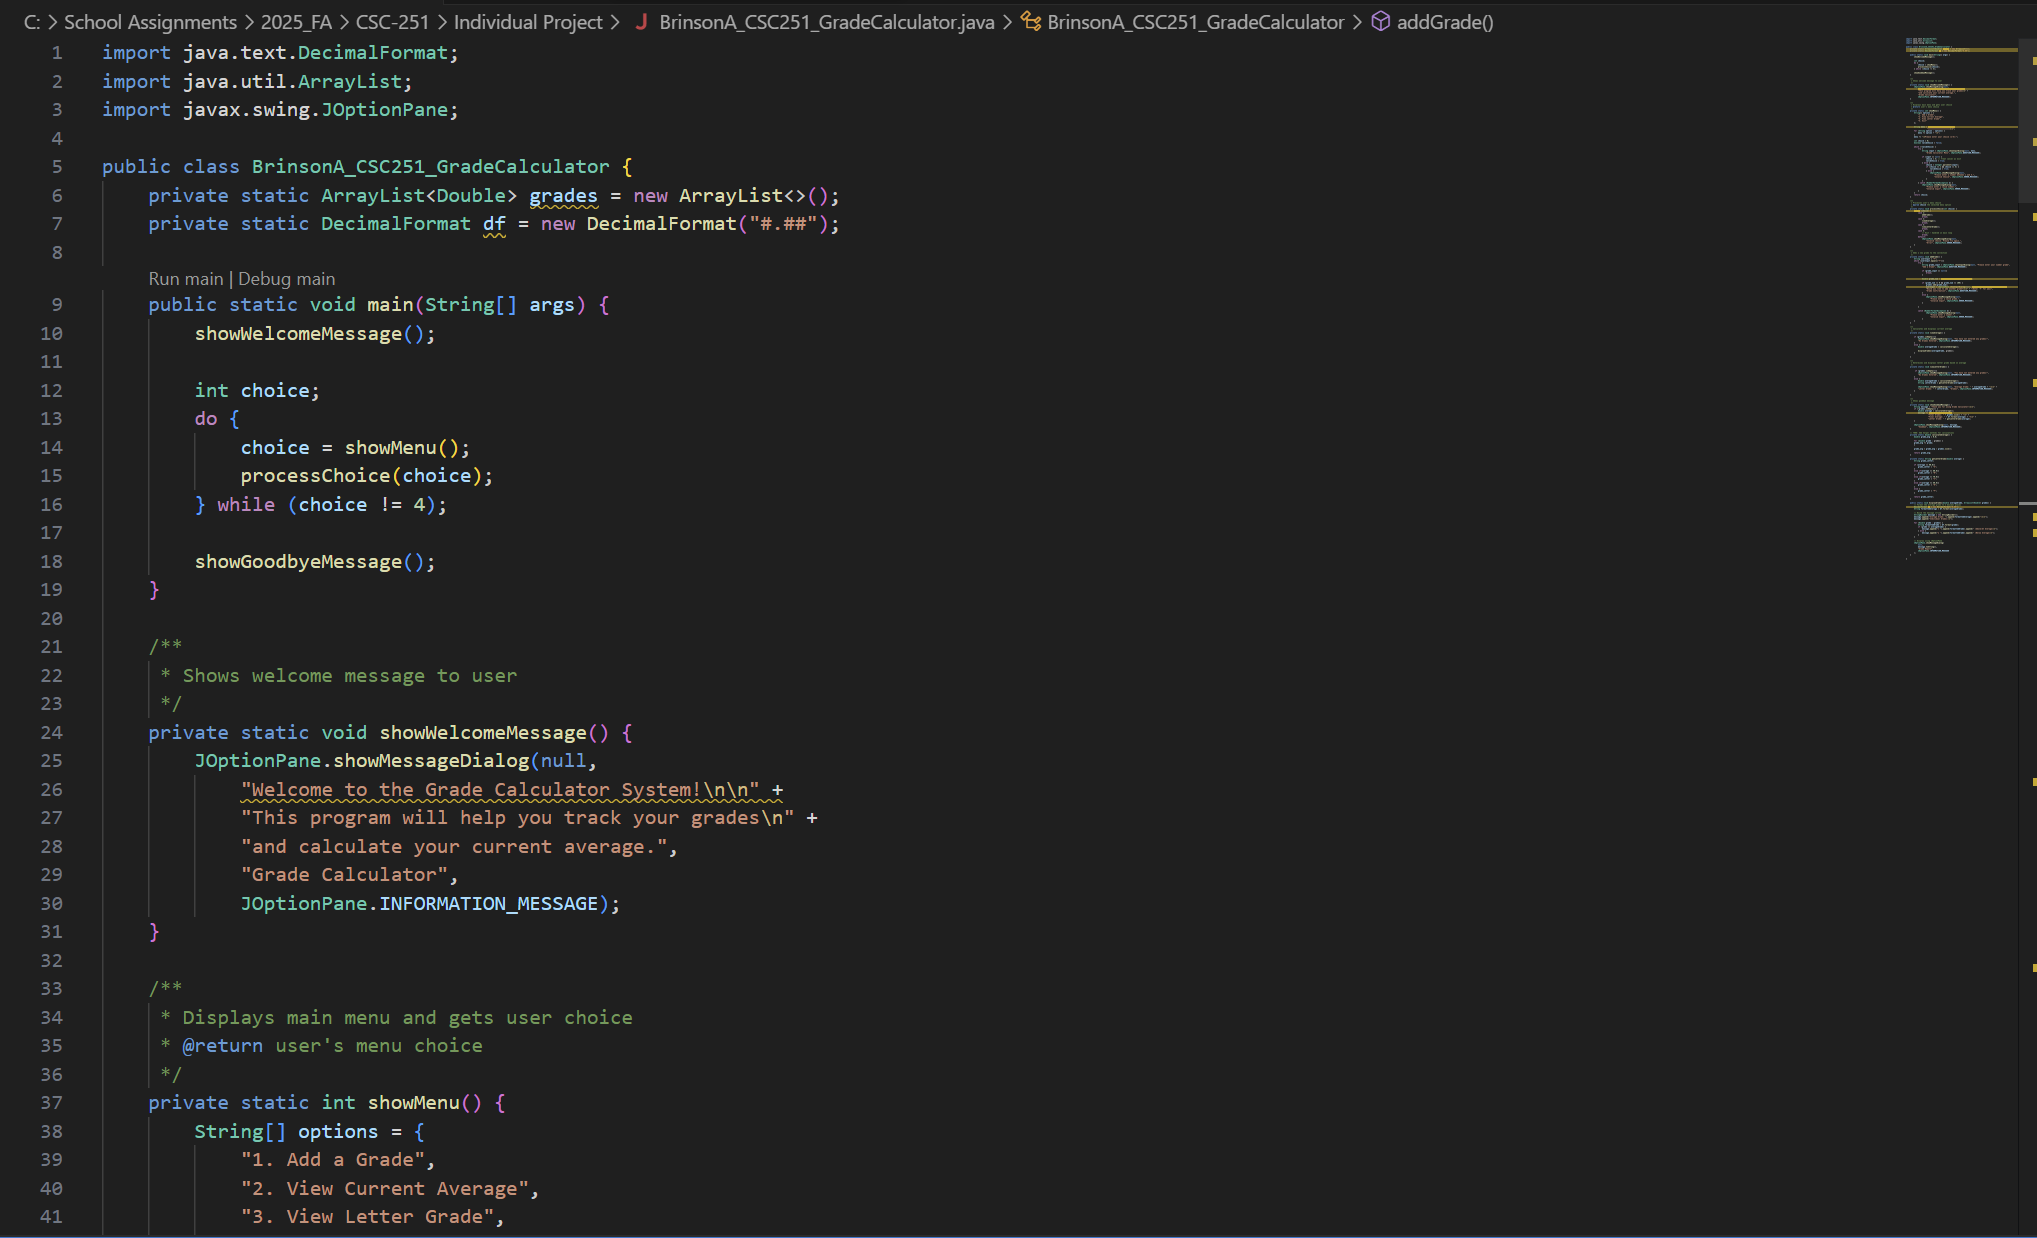 C: > School Assignments > 2025_FA > CSC-251 > Individual Project > J BrinsonA_CSC251_GradeCalculator.java > BrinsonA_CSC251_GradeCalculator > addGrade()
1 import java.text.DecimalFormat;
2 import java.util.ArrayList;
3 import javax.swing.JOptionPane;
4
5 public class BrinsonA_CSC251_GradeCalculator {
6     private static ArrayList<Double> grades = new ArrayList<>();
7     private static DecimalFormat df = new DecimalFormat("#.##");
8
Run main | Debug main
9     public static void main(String[] args) {
10         showWelcomeMessage();
11
12         int choice;
13         do {
14             choice = showMenu();
15             processChoice(choice);
16         } while (choice != 4);
17
18         showGoodbyeMessage();
19     }
20
21     /**
22      * Shows welcome message to user
23      */
24     private static void showWelcomeMessage() {
25         JOptionPane.showMessageDialog(null,
26             "Welcome to the Grade Calculator System!\n\n" +
27             "This program will help you track your grades\n" +
28             "and calculate your current average.",
29             "Grade Calculator",
30             JOptionPane.INFORMATION_MESSAGE);
31     }
32
33     /**
34      * Displays main menu and gets user choice
35      * @return user's menu choice
36      */
37     private static int showMenu() {
38         String[] options = {
39             "1. Add a Grade",
40             "2. View Current Average",
41             "3. View Letter Grade",